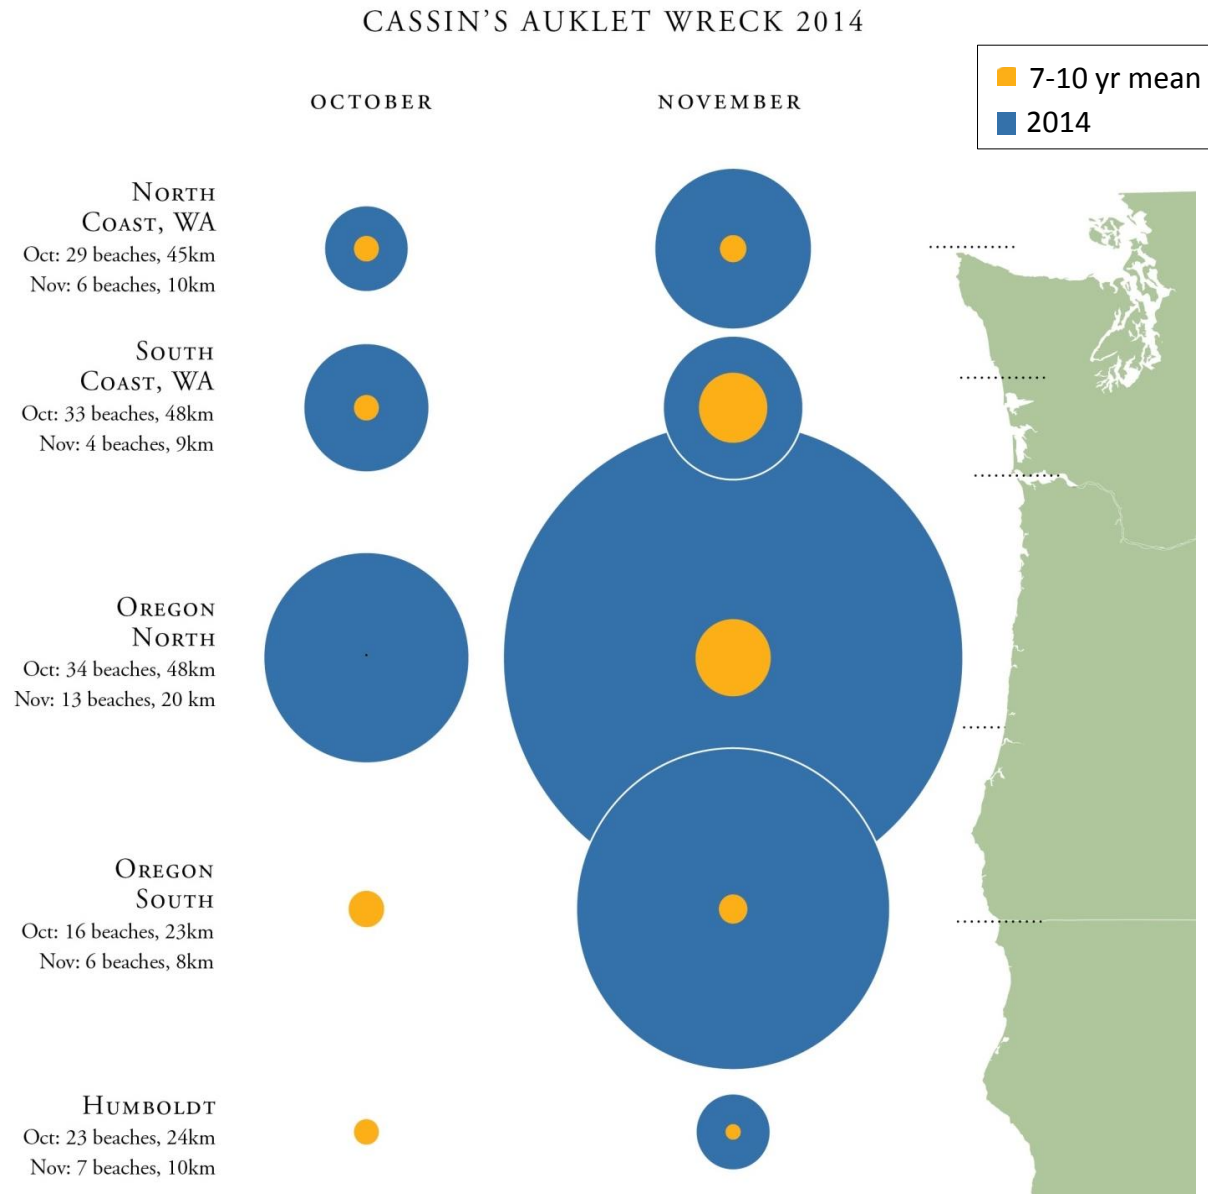 CASSIN'S AUKLET WRECK 2014
7-10 yr mean
2014
OCTOBER
NOVEMBER
NORTH
COAST, WA
Oct: 29 beaches, 45km
Nov: 6 beaches, 10km
SOUTH
COAST, WA
Oct: 33 beaches, 48km
Nov: 4 beaches, 9km
OREGON
NORTH
Oct: 34 beaches, 48km
Nov: 13 beaches, 20 km
OREGON
SOUTH
Oct: 16 beaches, 23km
Nov: 6 beaches, 8km
HUMBOLDT
Oct: 23 beaches, 24km
Nov: 7 beaches, 10km